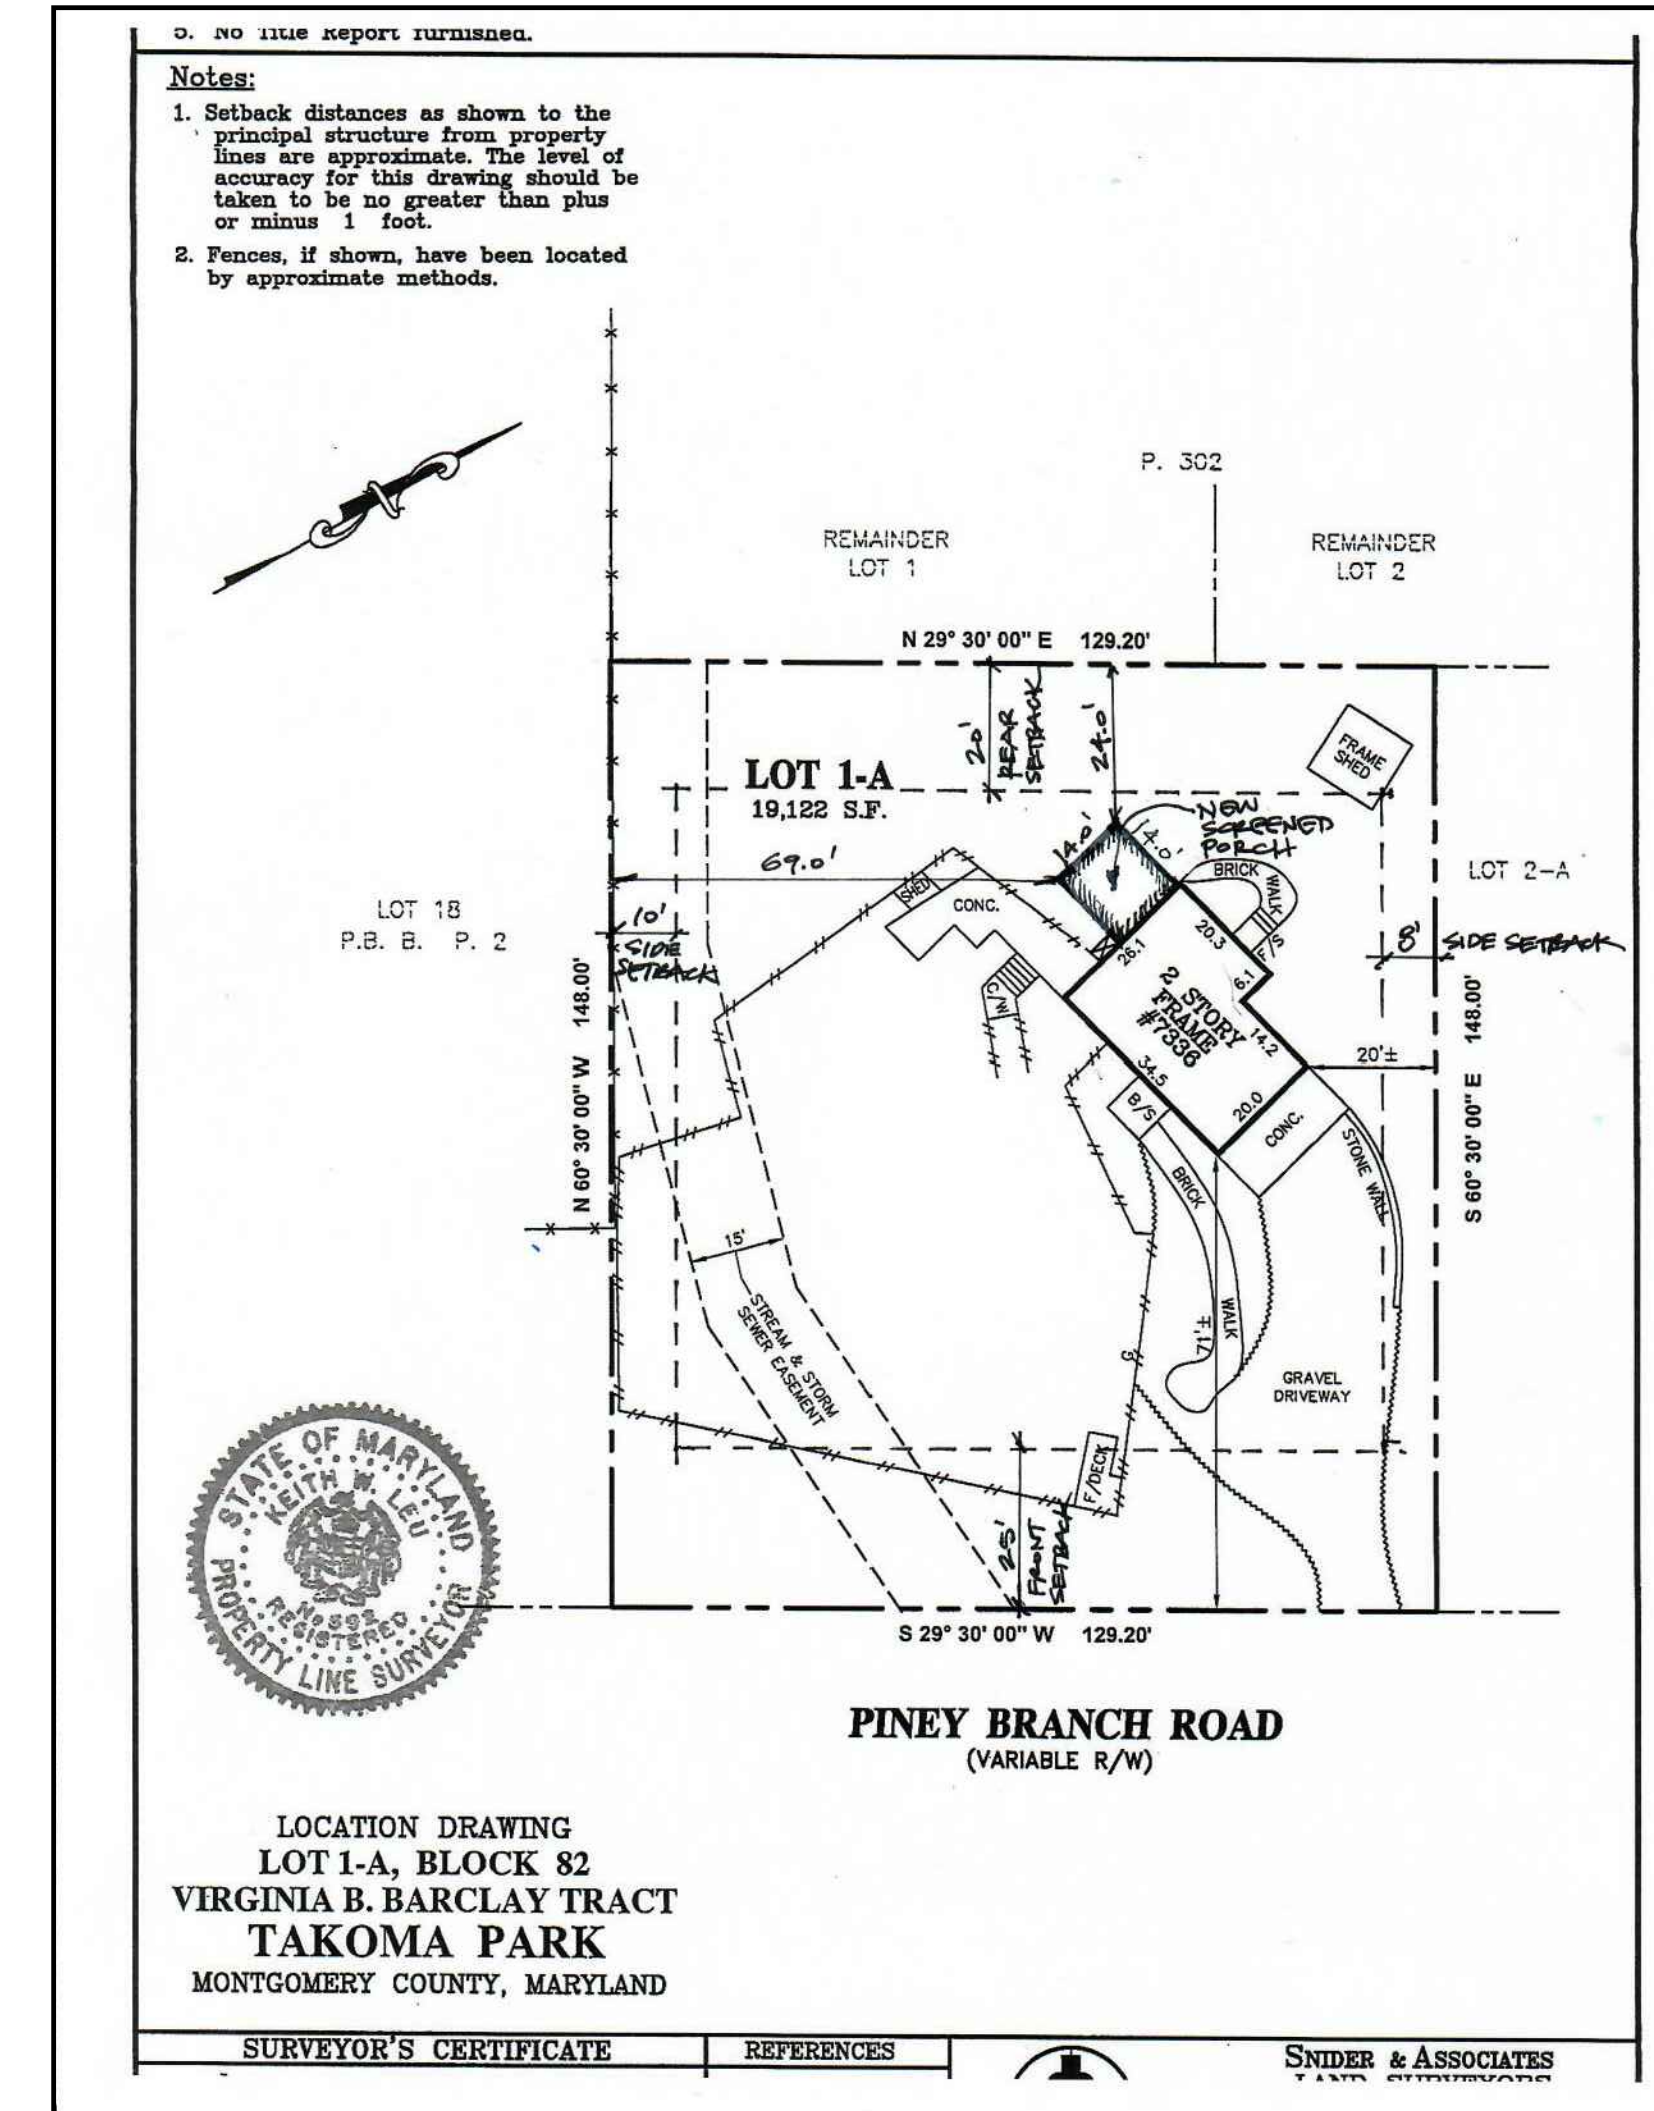 5. No Title Report furnished.
Notes:
1. Setback distances as shown to the
principal structure from property
lines are approximate. The level of
accuracy for this drawing should be
taken to be no greater than plus
or minus 1 foot.
2. Fences, if shown, have been located
by approximate methods.
P. 302
REMAINDER
LOT 1
REMAINDER
LOT 2
N 29° 30' 00" E 129.20'
20'
REAR
SETBACK
24.0'
FRAME
SHED
LOT 1-A
19,122 S.F.
NEW
SCREENED
PORCH
14.0'
14.0'
69.0'
BRICK
WALK
SHED
CONC.
LOT 2-A
LOT 18
P.B. B. P. 2
10'
SIDE
SETBACK
8' SIDE SETBACK
F/S
20.3
26.1
6.1
2 STORY
FRAME
#7336
14.2
34.5
20.0
C/W
N 60° 30' 00" W 148.00'
S 60° 30' 00" E 148.00'
20'±
B/S
CONC.
STONE WALL
BRICK
WALK
15'
STREAM & STORM
SEWER EASEMENT
71'±
G
GRAVEL
DRIVEWAY
F/DECK
25'
FRONT
SETBACK
S 29° 30' 00" W 129.20'
STATE OF MARYLAND
KEITH W. LEU
No 592
REGISTERED
PROPERTY LINE SURVEYOR
PINEY BRANCH ROAD
(VARIABLE R/W)
LOCATION DRAWING
LOT 1-A, BLOCK 82
VIRGINIA B. BARCLAY TRACT
TAKOMA PARK
MONTGOMERY COUNTY, MARYLAND
SURVEYOR'S CERTIFICATE
REFERENCES
SNIDER & ASSOCIATES
LAND SURVEYORS